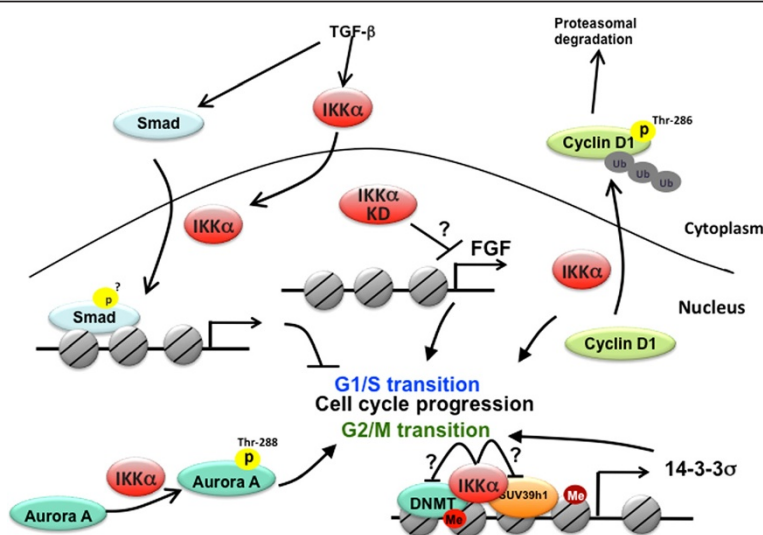 TGF-β
Proteasomal
degradation
Smad
IKKα
Cyclin D1
p
Thr-286
Ub
Ub
Ub
IKKα
IKKα
KD
?
FGF
Cytoplasm
IKKα
Nucleus
p
?
Smad
Cyclin D1
G1/S transition
Cell cycle progression
G2/M transition
Thr-288
p
IKKα
Aurora A
Aurora A
?
?
14-3-3σ
IKKα
DNMT
SUV39h1
Me
Me